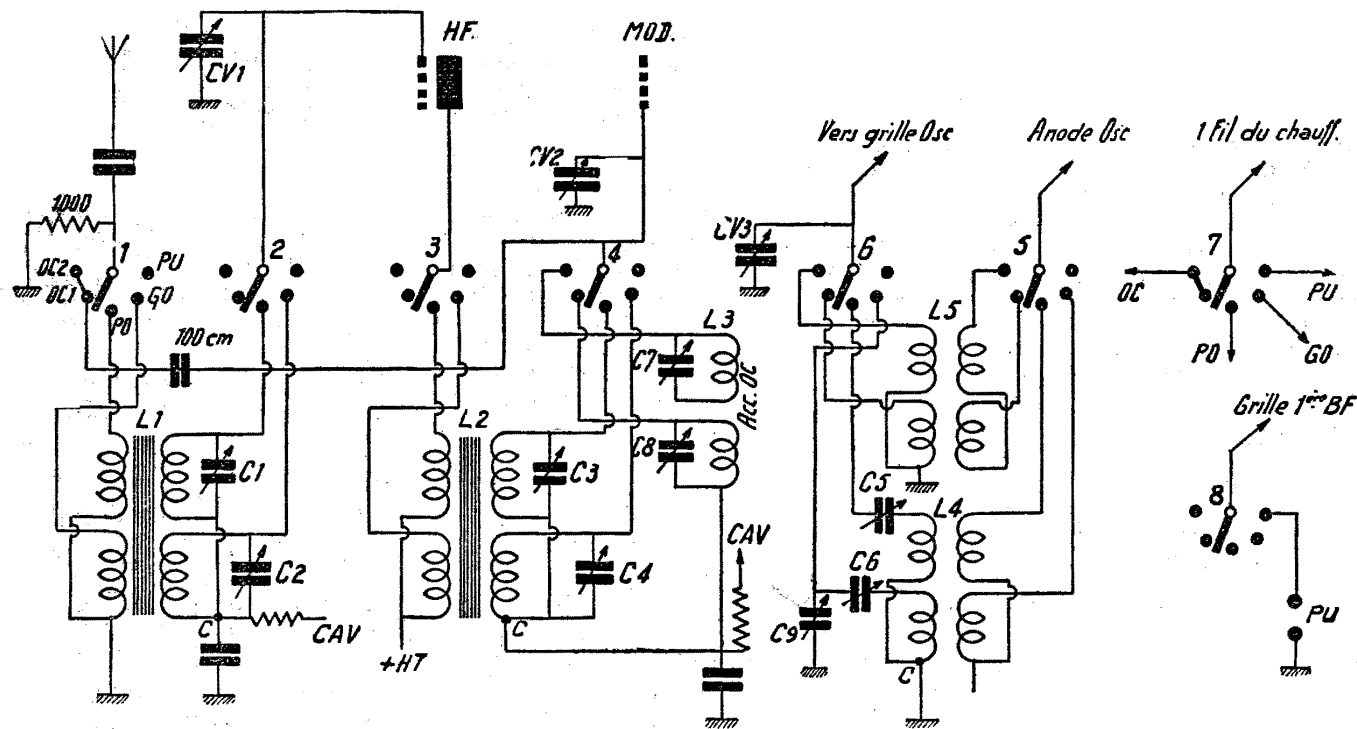 HF.
MOD.
CV1
Vers grille Osc
Anode Osc
1 Fil du chauff.
CV2
1000
CV3
1
2
3
4
6
5
7
OC2
PU
OC1
GO
PO
OC
PU
PO
GO
100 cm
L3
L5
C7
Acc. OC
Grille 1ère BF
L1
L2
C8
C1
C3
C5
L4
8
C2
C4
CAV
C6
C9
PU
C
CAV
C
+HT
C